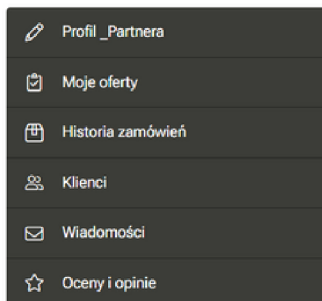 Profil _Partnera
Moje oferty
Historia zamówień
Klienci
Wiadomości
Oceny i opinie